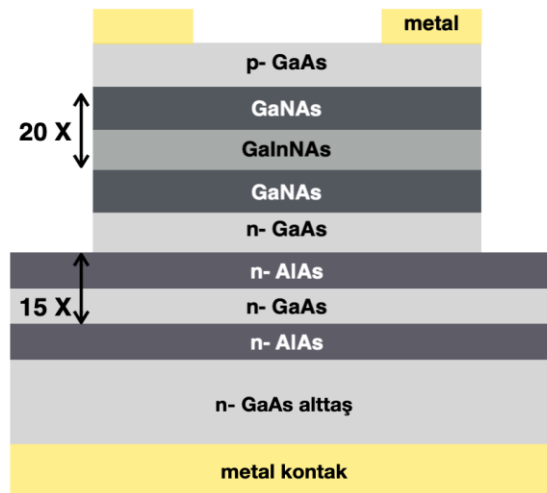 metal
p- GaAs
GaNAs
20 X
GaInNAs
GaNAs
n- GaAs
n- AlAs
15 X
n- GaAs
n- AlAs
n- GaAs alttaş
metal kontak